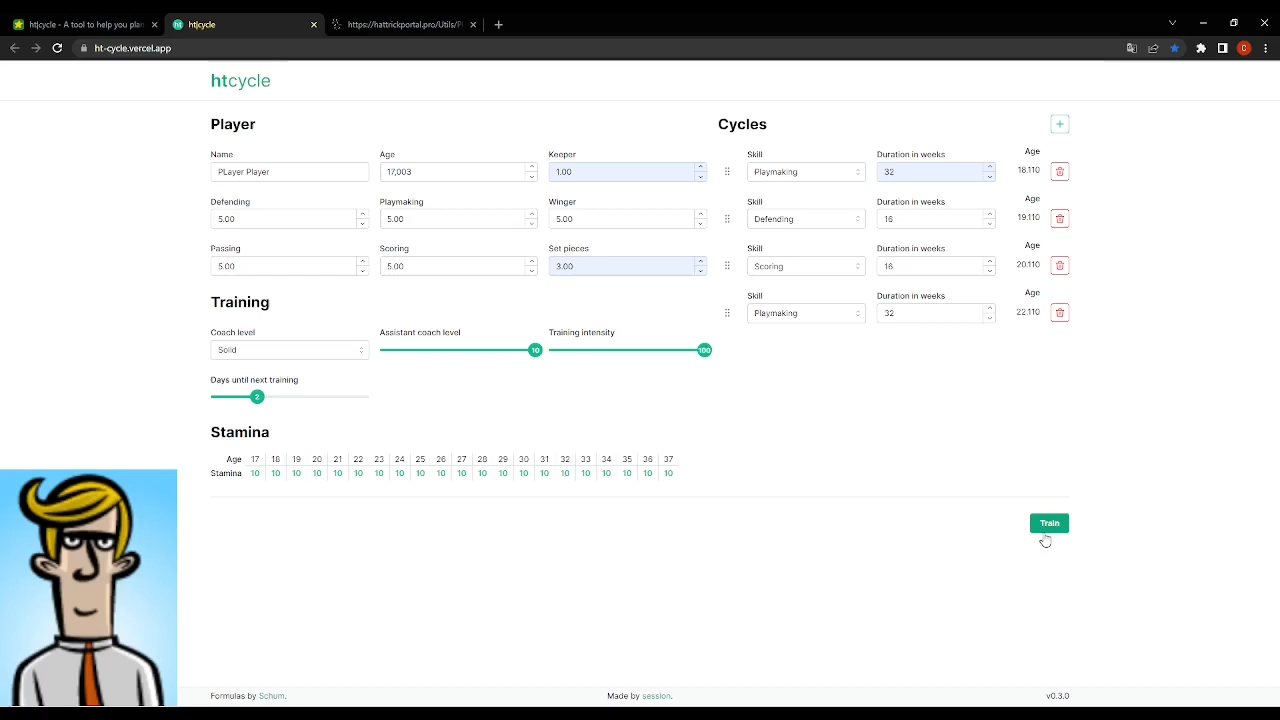 ht|cycle - A tool to help you plan
ht|cycle
https://hattrickportal.pro/Utils/Pl
ht-cycle.vercel.app
htcycle
Player
Cycles
Name Age Keeper
PLayer Player 17,003 1.00
Defending Playmaking Winger
5.00 5.00 5.00
Passing Scoring Set pieces
5.00 5.00 3.00
Skill Duration in weeks Age
Playmaking 32 18.110
Skill Duration in weeks Age
Defending 16 19.110
Skill Duration in weeks Age
Scoring 16 20.110
Skill Duration in weeks Age
Playmaking 32 22.110
Training
Coach level Assistant coach level Training intensity
Solid 10 100
Days until next training
2
Stamina
Age 17 18 19 20 21 22 23 24 25 26 27 28 29 30 31 32 33 34 35 36 37
Stamina 10 10 10 10 10 10 10 10 10 10 10 10 10 10 10 10 10 10 10 10 10
Train
Formulas by Schum. Made by session. v0.3.0